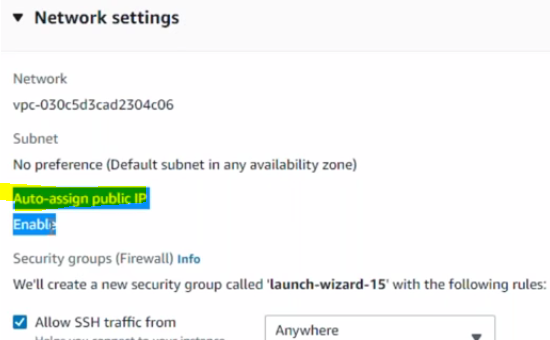 Network settings
Network
vpc-030c5d3cad2304c06
Subnet
No preference (Default subnet in any availability zone)
Auto-assign public IP
Enable
Security groups (Firewall) Info
We'll create a new security group called 'launch-wizard-15' with the following rules:
Allow SSH traffic from
Anywhere